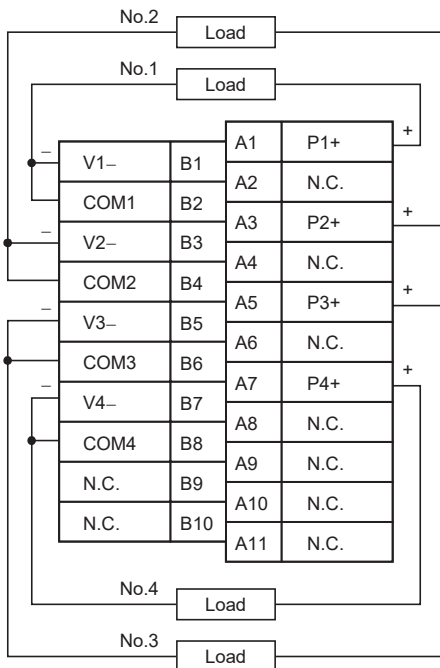 No.2
Load
No.1
Load
+
A1 P1+
–
V1– B1
A2 N.C.
COM1 B2
+
A3 P2+
–
V2– B3
A4 N.C.
COM2 B4
+
A5 P3+
–
V3– B5
A6 N.C.
COM3 B6
+
A7 P4+
–
V4– B7
A8 N.C.
COM4 B8
A9 N.C.
N.C. B9
A10 N.C.
N.C. B10
A11 N.C.
No.4
Load
No.3
Load